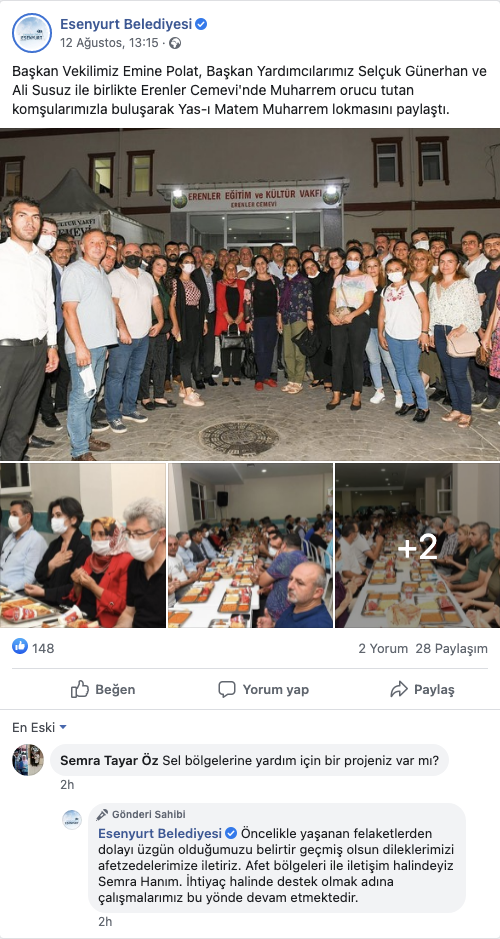 Esenyurt Belediyesi
12 Ağustos, 13:15 ·
Başkan Vekilimiz Emine Polat, Başkan Yardımcılarımız Selçuk Günerhan ve
Ali Susuz ile birlikte Erenler Cemevi'nde Muharrem orucu tutan
komşularımızla buluşarak Yas-ı Matem Muharrem lokmasını paylaştı.
ERENLER EĞİTİM ve KÜLTÜR VAKFI
ERENLER CEMEVİ
KÜLTÜR VAKFI
+2
148
2 Yorum 28 Paylaşım
Beğen
Yorum yap
Paylaş
En Eski
Semra Tayar Öz Sel bölgelerine yardım için bir projeniz var mı?
2h
Gönderi Sahibi
Esenyurt Belediyesi Öncelikle yaşanan felaketlerden
dolayı üzgün olduğumuzu belirtir geçmiş olsun dileklerimizi
afetzedelerimize iletiriz. Afet bölgeleri ile iletişim halindeyiz
Semra Hanım. İhtiyaç halinde destek olmak adına
çalışmalarımız bu yönde devam etmektedir.
2h